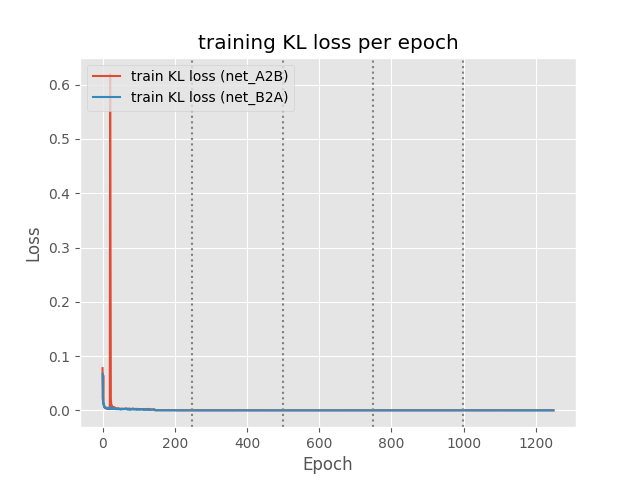 training KL loss per epoch
train KL loss (net_A2B)
train KL loss (net_B2A)
Loss
0.6
0.5
0.4
0.3
0.2
0.1
0.0
0 200 400 600 800 1000 1200
Epoch